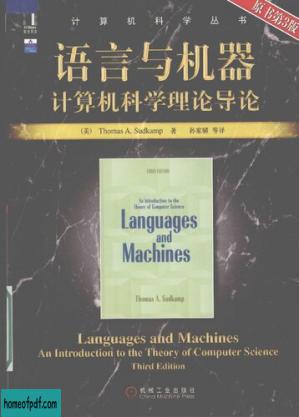 计算机科学丛书
原书第3版
语言与机器
计算机科学理论导论
(美) Thomas A. Sudkamp 著 孙家骕 等译
THIRD EDITION
An Introduction to the
Theory of Computer Science
Languages
and
Machines
Thomas A. Sudkamp
Languages and Machines
An Introduction to the Theory of Computer Science
Third Edition
机械工业出版社
China Machine Press
homeofpdf.com